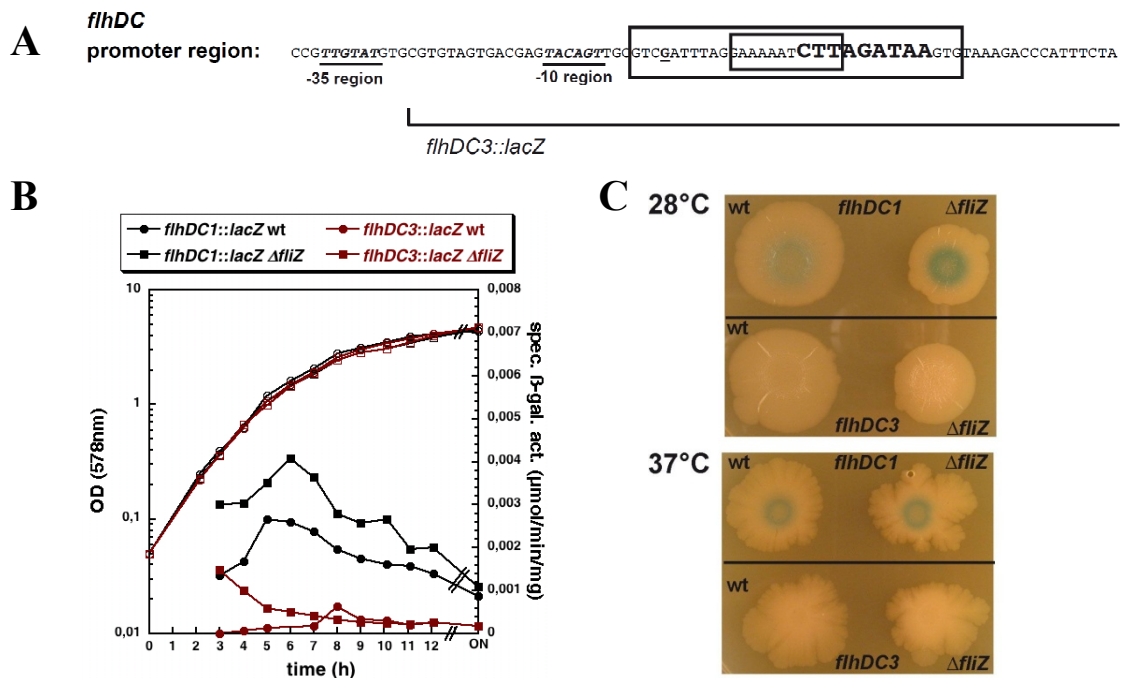 A
flhDC
promoter region:
CCGTTGTATGTGCGTGTAGTGACGAGTACAGTTGCGTCGATTTAGGAAAAATCTTAGATAAGTGTAAAGACCCATTTCTA
-35 region
-10 region
flhDC3::lacZ
B
flhDC1::lacZ wt
flhDC3::lacZ wt
flhDC1::lacZ ΔfliZ
flhDC3::lacZ ΔfliZ
10
1
0,1
0,01
OD (578nm)
0,008
0,007
0,006
0,005
0,004
0,003
0,002
0,001
0
spec. ß-gal. act. (µmol/min/mg)
0 1 2 3 4 5 6 7 8 9 10 11 12 ON
time (h)
C
28°C
wt flhDC1 ΔfliZ
wt
flhDC3 ΔfliZ
37°C
wt flhDC1 ΔfliZ
wt
flhDC3 ΔfliZ